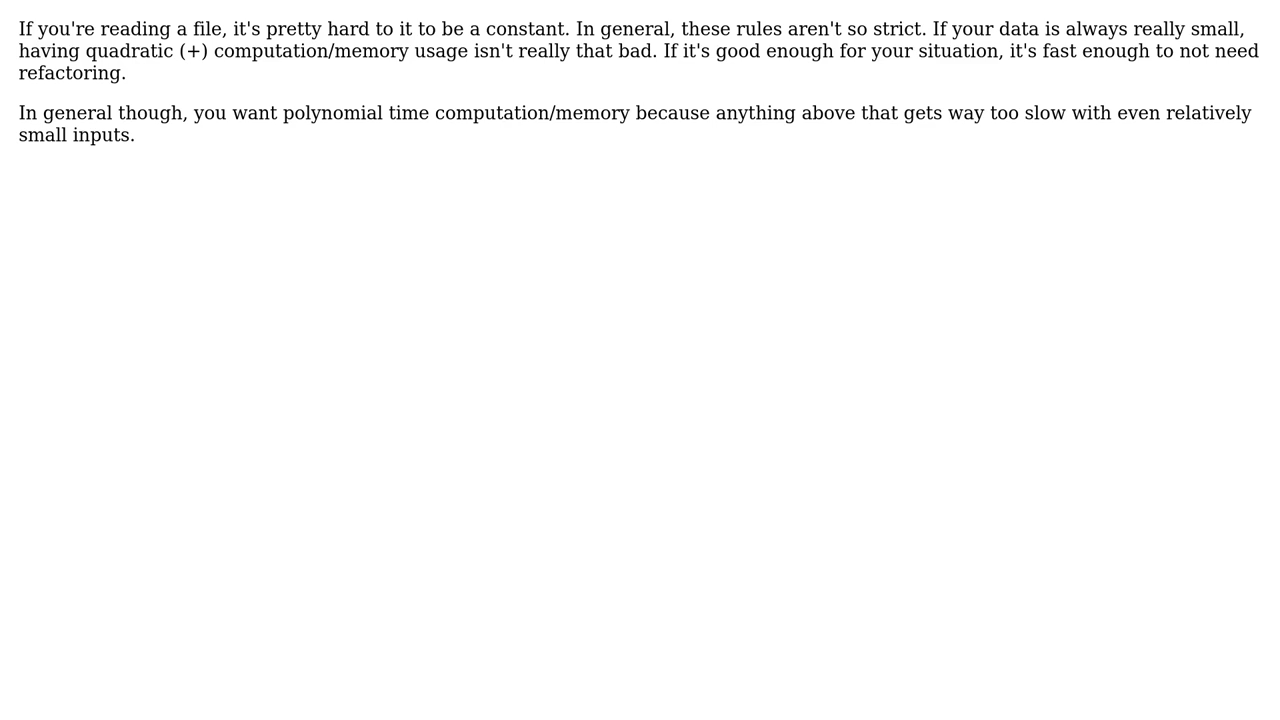 If you're reading a file, it's pretty hard to it to be a constant. In general, these rules aren't so strict. If your data is always really small,
having quadratic (+) computation/memory usage isn't really that bad. If it's good enough for your situation, it's fast enough to not need
refactoring.
In general though, you want polynomial time computation/memory because anything above that gets way too slow with even relatively
small inputs.